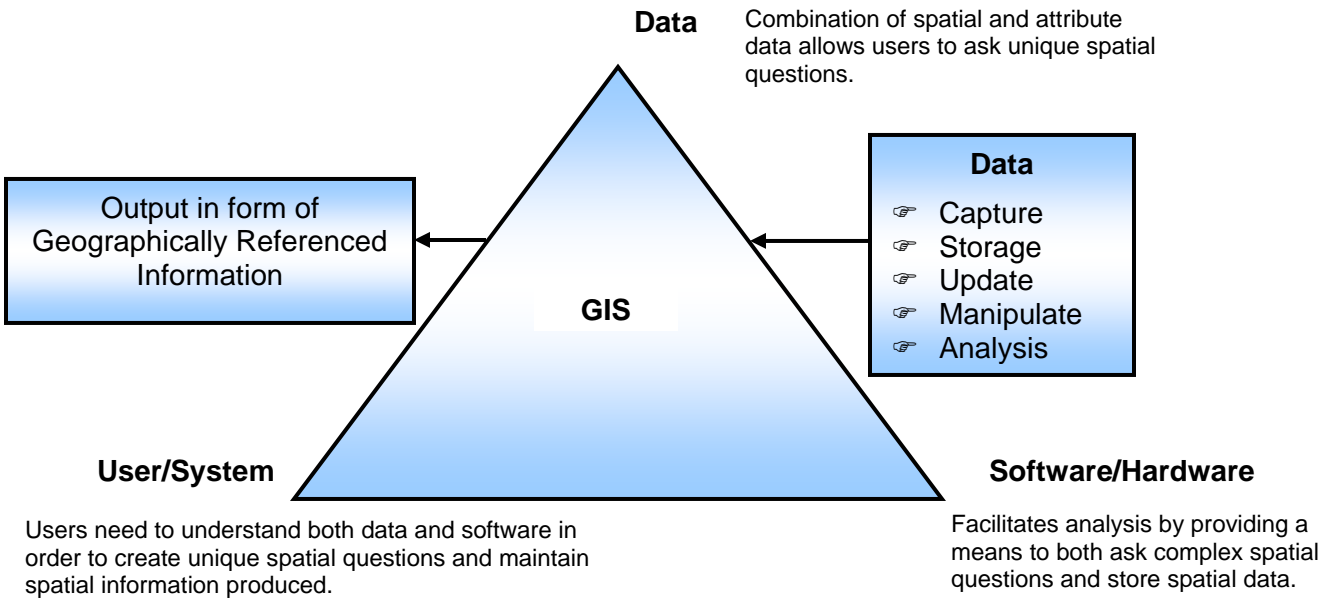 Data
Combination of spatial and attribute
data allows users to ask unique spatial
questions.
Data
☞ Capture
☞ Storage
☞ Update
☞ Manipulate
☞ Analysis
Output in form of
Geographically Referenced
Information
GIS
User/System
Users need to understand both data and software in
order to create unique spatial questions and maintain
spatial information produced.
Software/Hardware
Facilitates analysis by providing a
means to both ask complex spatial
questions and store spatial data.